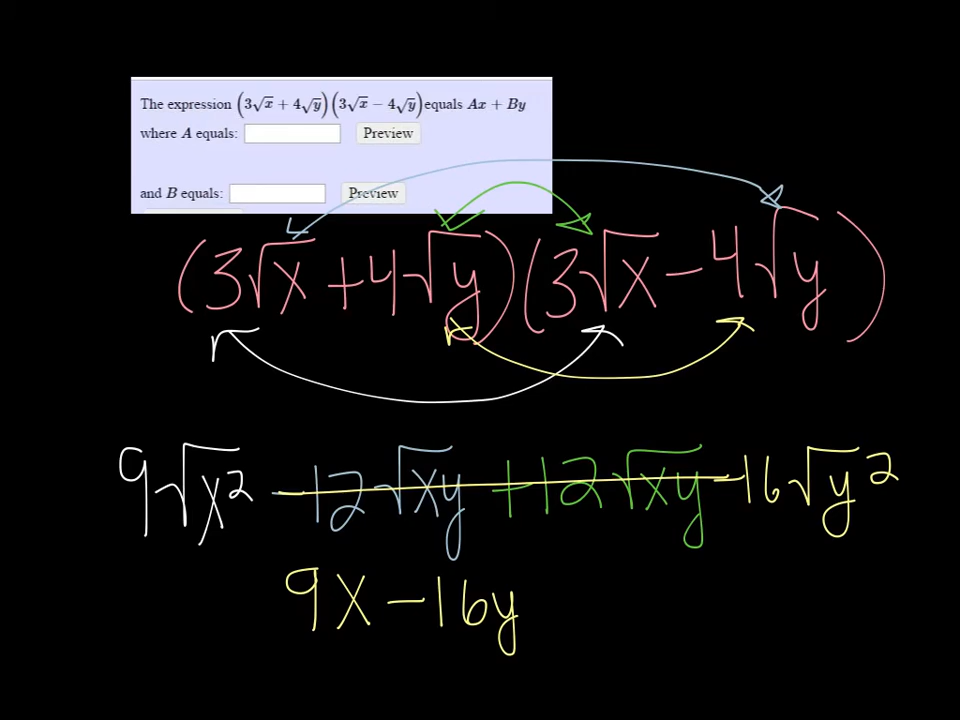 The expression (3√x + 4√y)(3√x − 4√y) equals Ax + By
where A equals: Preview
and B equals: Preview
(3√x + 4√y)(3√x − 4√y)
9√x² − 12√xy + 12√xy − 16√y²
9x − 16y